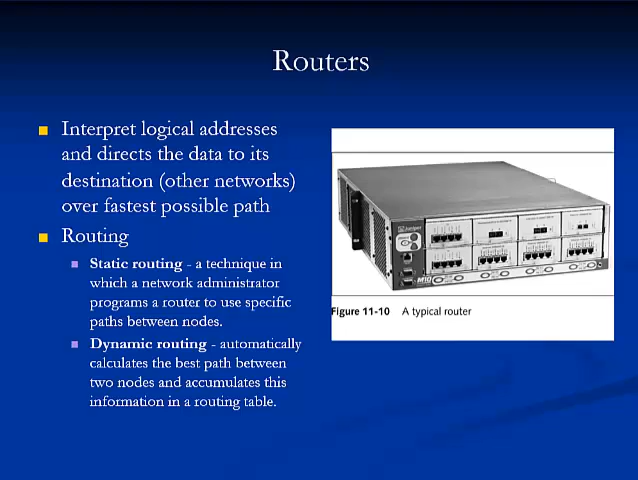 Routers
Interpret logical addresses
and directs the data to its
destination (other networks)
over fastest possible path
Routing
Static routing - a technique in
which a network administrator
programs a router to use specific
paths between nodes.
Dynamic routing - automatically
calculates the best path between
two nodes and accumulates this
information in a routing table.
Juniper
M10
Figure 11-10 A typical router